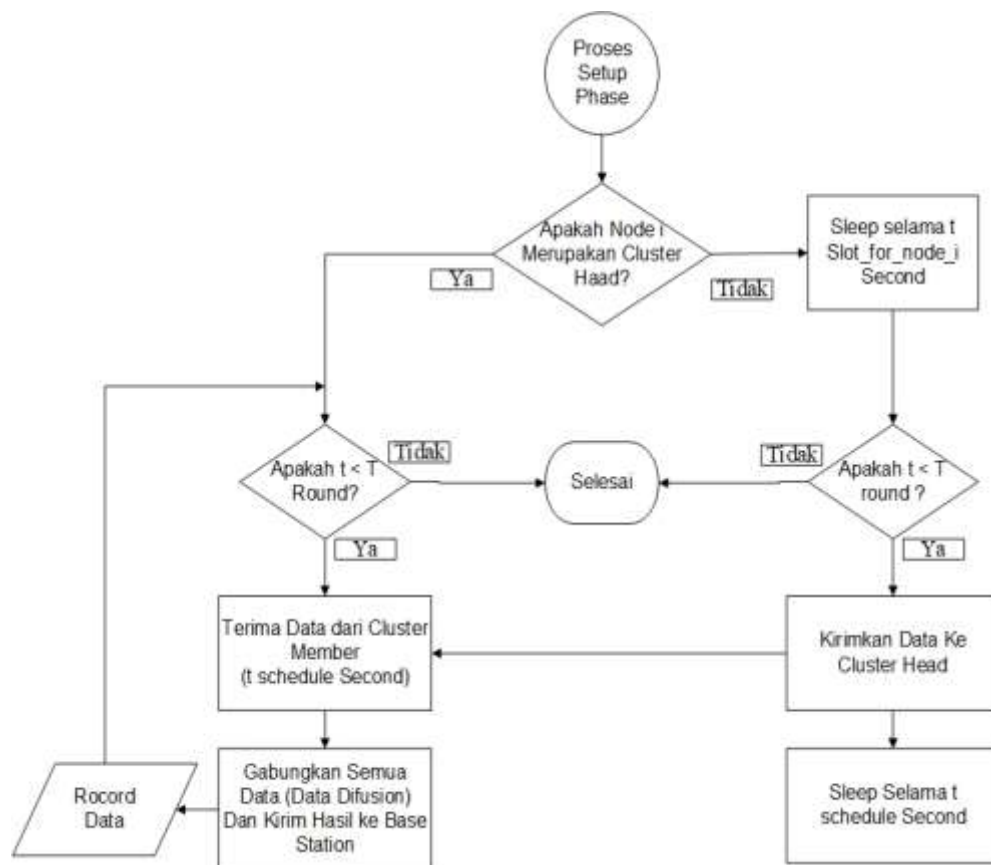 Proses
Setup
Phase
Apakah Node i
Merupakan Cluster
Haad?
Ya
Tidak
Sleep selama t
Slot_for_node_i
Second
Apakah t < T
Round?
Tidak
Ya
Selesai
Tidak
Apakah t < T
round ?
Ya
Terima Data dari Cluster
Member
(t schedule Second)
Kirimkan Data Ke
Cluster Head
Rocord
Data
Gabungkan Semua
Data (Data Difusion)
Dan Kirim Hasil ke Base
Station
Sleep Selama t
schedule Second